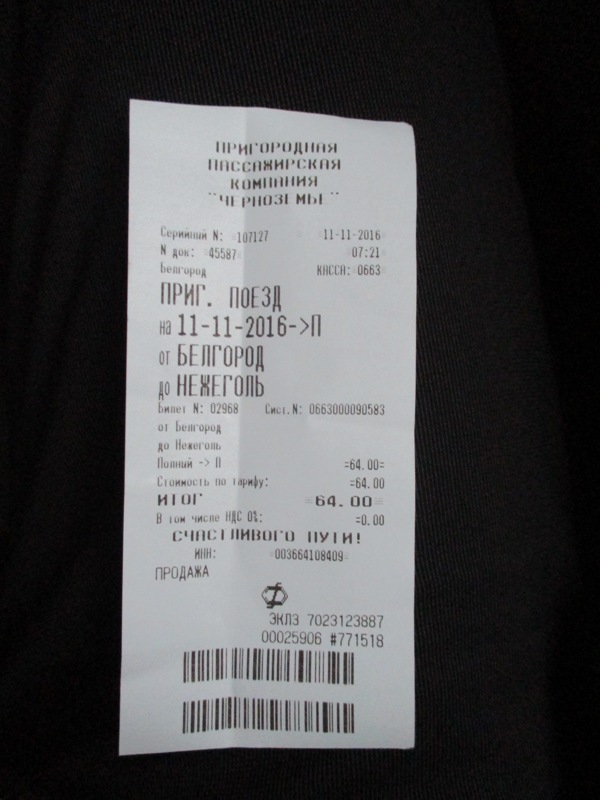 ПРИГОРОДНАЯ
ПАССАЖИРСКАЯ
КОМПАНИЯ
"ЧЕРНОЗЕМЬЕ"
Серийный N: 107127 11-11-2016
N док: 45587 07:21
Белгород КАССА: 0663
ПРИГ. ПОЕЗД
на 11-11-2016->П
от БЕЛГОРОД
до НЕЖЕГОЛЬ
Билет N: 02968 Сист.N: 0663000090583
от Белгород
до Нежеголь
Полный -> П =64.00=
Стоимость по тарифу: =64.00
ИТОГ =64.00
В том числе НДС 0%: =0.00
СЧАСТЛИВОГО ПУТИ!
ИНН: 003664108409
ПРОДАЖА
ЭКЛЗ 7023123887
00025906 #771518